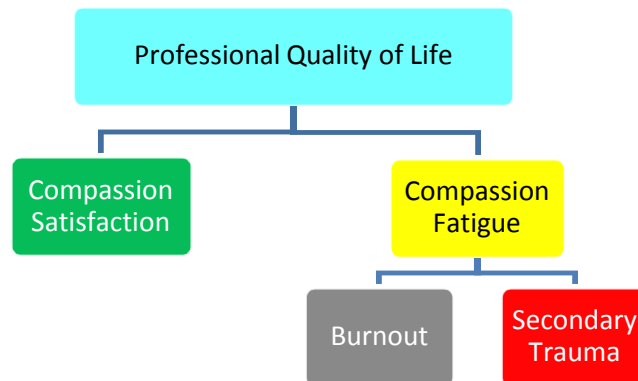 Professional Quality of Life
Compassion
Satisfaction
Compassion
Fatigue
Burnout
Secondary
Trauma